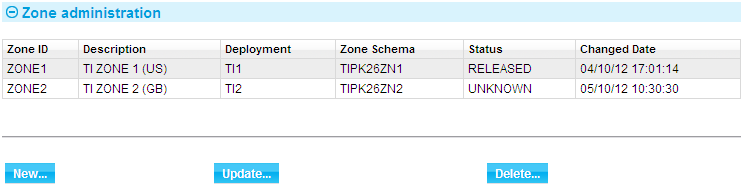 Zone administration
Zone ID Description Deployment Zone Schema Status Changed Date
ZONE1 TI ZONE 1 (US) TI1 TIPK26ZN1 RELEASED 04/10/12 17:01:14
ZONE2 TI ZONE 2 (GB) TI2 TIPK26ZN2 UNKNOWN 05/10/12 10:30:30
New... Update... Delete...